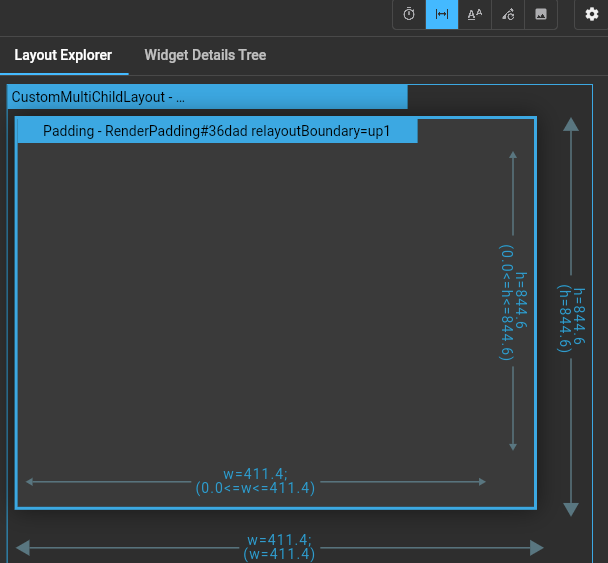 AA
Layout Explorer
Widget Details Tree
CustomMultiChildLayout - ...
Padding - RenderPadding#36dad relayoutBoundary=up1
h=844.6
(0.0<=h<=844.6)
h=844.6
(h=844.6)
w=411.4;
(0.0<=w<=411.4)
w=411.4;
(w=411.4)